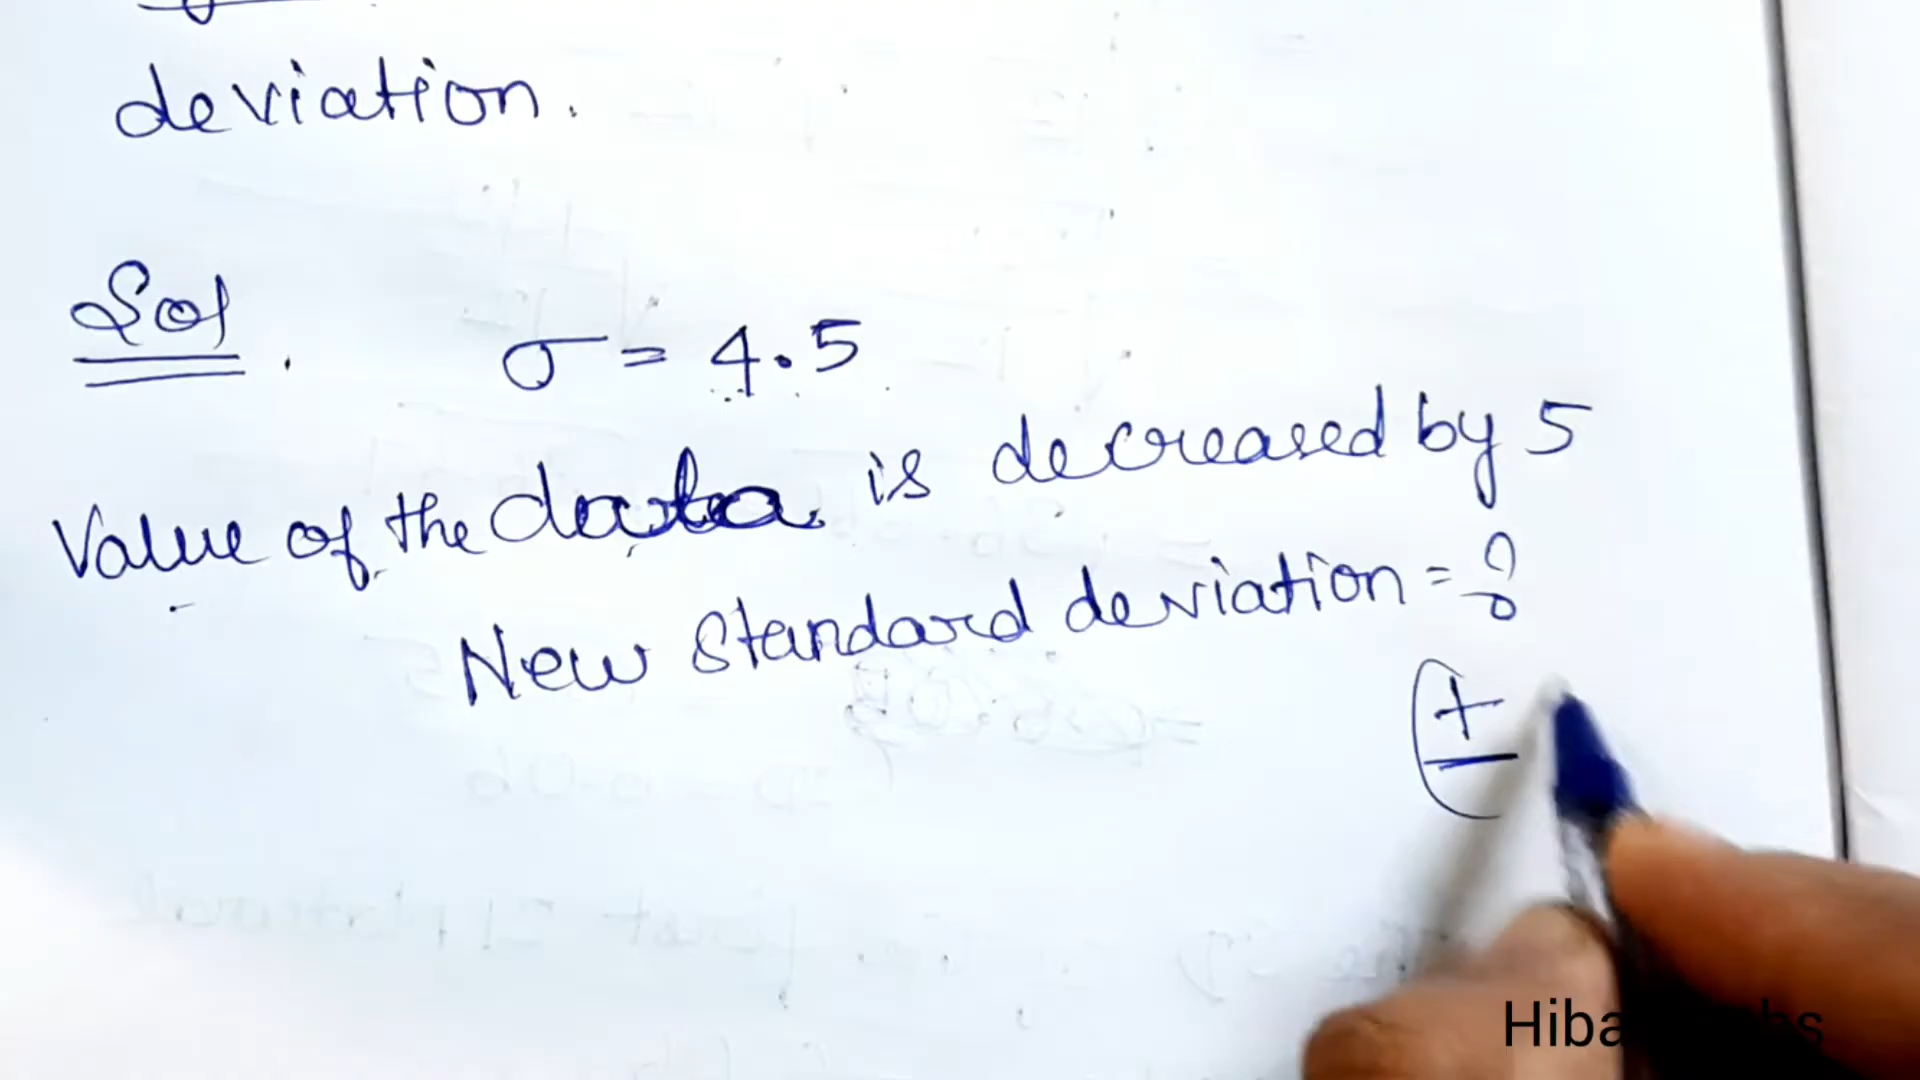 deviation.
Sol.
σ = 4.5
Value of the data is decreased by 5
New standard deviation = ?
(+
Hiba